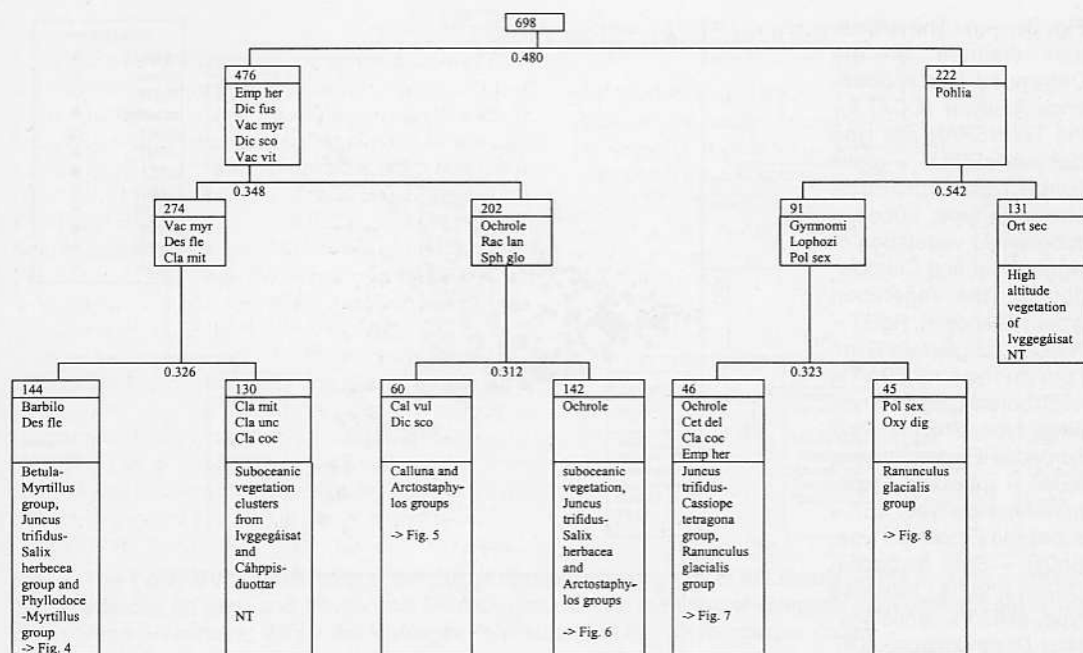 698
0.480
476
Emp her
Dic fus
Vac myr
Dic sco
Vac vit
222
Pohlia
0.348
0.542
274
Vac myr
Des fle
Cla mit
202
Ochrole
Rac lan
Sph glo
91
Gymnomi
Lophozi
Pol sex
131
Ort sec
High
altitude
vegetation
of
Ivggegáisat
NT
0.326
0.312
0.323
144
Barbilo
Des fle
Betula-
Myrtillus
group,
Juncus
trifidus-
Salix
herbecea
group and
Phyllodoce
-Myrtillus
group
-> Fig. 4
130
Cla mit
Cla unc
Cla coc
Suboceanic
vegetation
clusters
from
Ivggegáisat
and
Cáhppis-
duottar
NT
60
Cal vul
Dic sco
Calluna and
Arctostaphy-
los groups
-> Fig. 5
142
Ochrole
suboceanic
vegetation,
Juncus
trifidus-
Salix
herbacea
and
Arctostaphy-
los groups
-> Fig. 6
46
Ochrole
Cet del
Cla coc
Emp her
Juncus
trifidus-
Cassiope
tetragona
group,
Ranunculus
glacialis
group
-> Fig. 7
45
Pol sex
Oxy dig
Ranunculus
glacialis
group
-> Fig. 8